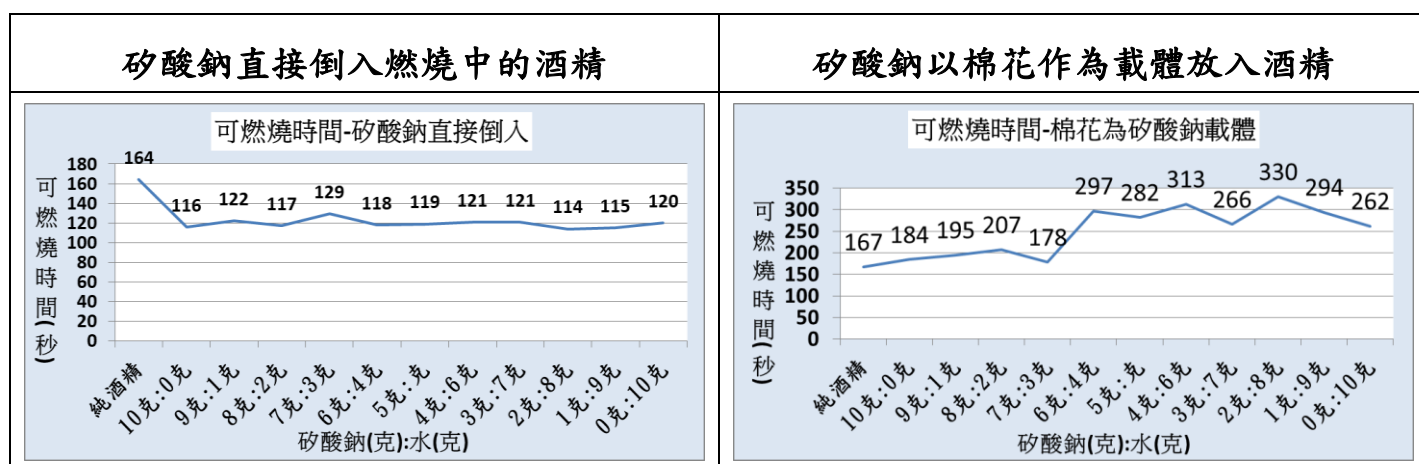 矽酸鈉直接倒入燃燒中的酒精
可燃燒時間-矽酸鈉直接倒入
可燃燒時間(秒)
180
160
140
120
100
80
60
40
20
0
164
116
122
117
129
118
119
121
121
114
115
120
純酒精
10克:0克
9克:1克
8克:2克
7克:3克
6克:4克
5克:克
4克:6克
3克:7克
2克:8克
1克:9克
0克:10克
矽酸鈉(克):水(克)
矽酸鈉以棉花作為載體放入酒精
可燃燒時間-棉花為矽酸鈉載體
可燃燒時間(秒)
350
300
250
200
150
100
50
0
167
184
195
207
178
297
282
313
266
330
294
262
純酒精
10克:0克
9克:1克
8克:2克
7克:3克
6克:4克
5克:克
4克:6克
3克:7克
2克:8克
1克:9克
0克:10克
矽酸鈉(克):水(克)